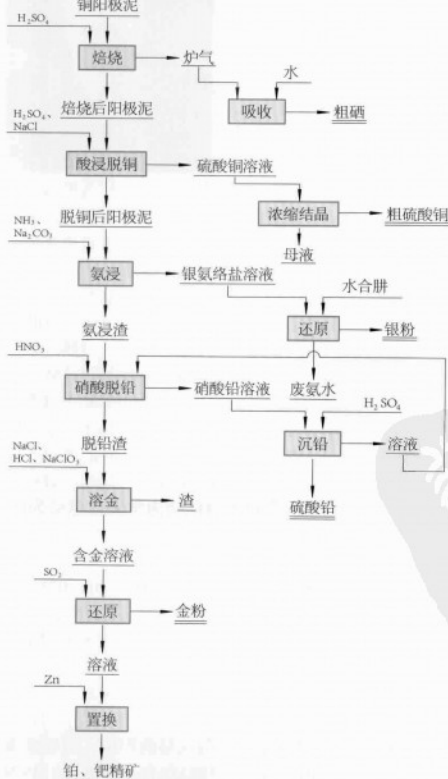 铜阳极泥
H₂SO₄
焙烧
炉气
水
吸收
粗硒
焙烧后阳极泥
H₂SO₄、
NaCl
酸浸脱铜
硫酸铜溶液
脱铜后阳极泥
浓缩结晶
粗硫酸铜
母液
NH₃、
Na₂CO₃
氨浸
银氨络盐溶液
水合肼
氨浸渣
还原
银粉
HNO₃
硝酸脱铅
硝酸铅溶液
废氨水
H₂SO₄
脱铅渣
沉铅
溶液
NaCl、
HCl、NaClO₃
溶金
渣
硫酸铅
含金溶液
SO₂
还原
金粉
溶液
Zn
置换
铂、钯精矿